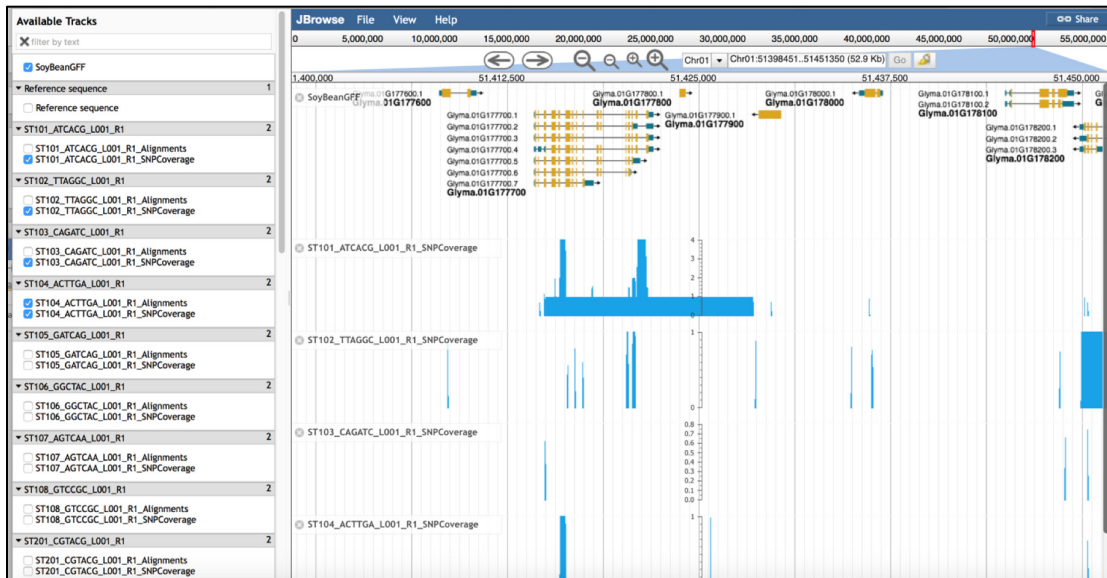 Available Tracks
filter by text
SoyBeanGFF
Reference sequence 1
Reference sequence
ST101_ATCACG_L001_R1 2
ST101_ATCACG_L001_R1_Alignments
ST101_ATCACG_L001_R1_SNPCoverage
ST102_TTAGGC_L001_R1 2
ST102_TTAGGC_L001_R1_Alignments
ST102_TTAGGC_L001_R1_SNPCoverage
ST103_CAGATC_L001_R1 2
ST103_CAGATC_L001_R1_Alignments
ST103_CAGATC_L001_R1_SNPCoverage
ST104_ACTTGA_L001_R1 2
ST104_ACTTGA_L001_R1_Alignments
ST104_ACTTGA_L001_R1_SNPCoverage
ST105_GATCAG_L001_R1 2
ST105_GATCAG_L001_R1_Alignments
ST105_GATCAG_L001_R1_SNPCoverage
ST106_GGCTAC_L001_R1 2
ST106_GGCTAC_L001_R1_Alignments
ST106_GGCTAC_L001_R1_SNPCoverage
ST107_AGTCAA_L001_R1 2
ST107_AGTCAA_L001_R1_Alignments
ST107_AGTCAA_L001_R1_SNPCoverage
ST108_GTCCGC_L001_R1 2
ST108_GTCCGC_L001_R1_Alignments
ST108_GTCCGC_L001_R1_SNPCoverage
ST201_CGTACG_L001_R1 2
ST201_CGTACG_L001_R1_Alignments
ST201_CGTACG_L001_R1_SNPCoverage
JBrowse File View Help Share
0 5,000,000 10,000,000 15,000,000 20,000,000 25,000,000 30,000,000 35,000,000 40,000,000 45,000,000 50,000,000 55,000,000
Chr01 Chr01:51398451..51451350 (52.9 Kb) Go
1,400,000 51,412,500 51,425,000 51,437,500 51,450,000
SoyBeanGFF
Glyma.01G177600
Glyma.01G177800.1
Glyma.01G177800
Glyma.01G178000.1
Glyma.01G178000
Glyma.01G178100.1
Glyma.01G178100.2
Glyma.01G178100
Glyma.01G177700.1
Glyma.01G177700.2
Glyma.01G177700.3
Glyma.01G177700.4
Glyma.01G177700.5
Glyma.01G177700.6
Glyma.01G177700.7
Glyma.01G177700
Glyma.01G177900.1
Glyma.01G177900
Glyma.01G178200.1
Glyma.01G178200.2
Glyma.01G178200.3
Glyma.01G178200
ST101_ATCACG_L001_R1_SNPCoverage
4
3
2
1
0
ST102_TTAGGC_L001_R1_SNPCoverage
1
0
ST103_CAGATC_L001_R1_SNPCoverage
0.8
0.7
0.6
0.5
0.4
0.3
0.2
0.1
0.0
ST104_ACTTGA_L001_R1_SNPCoverage
1